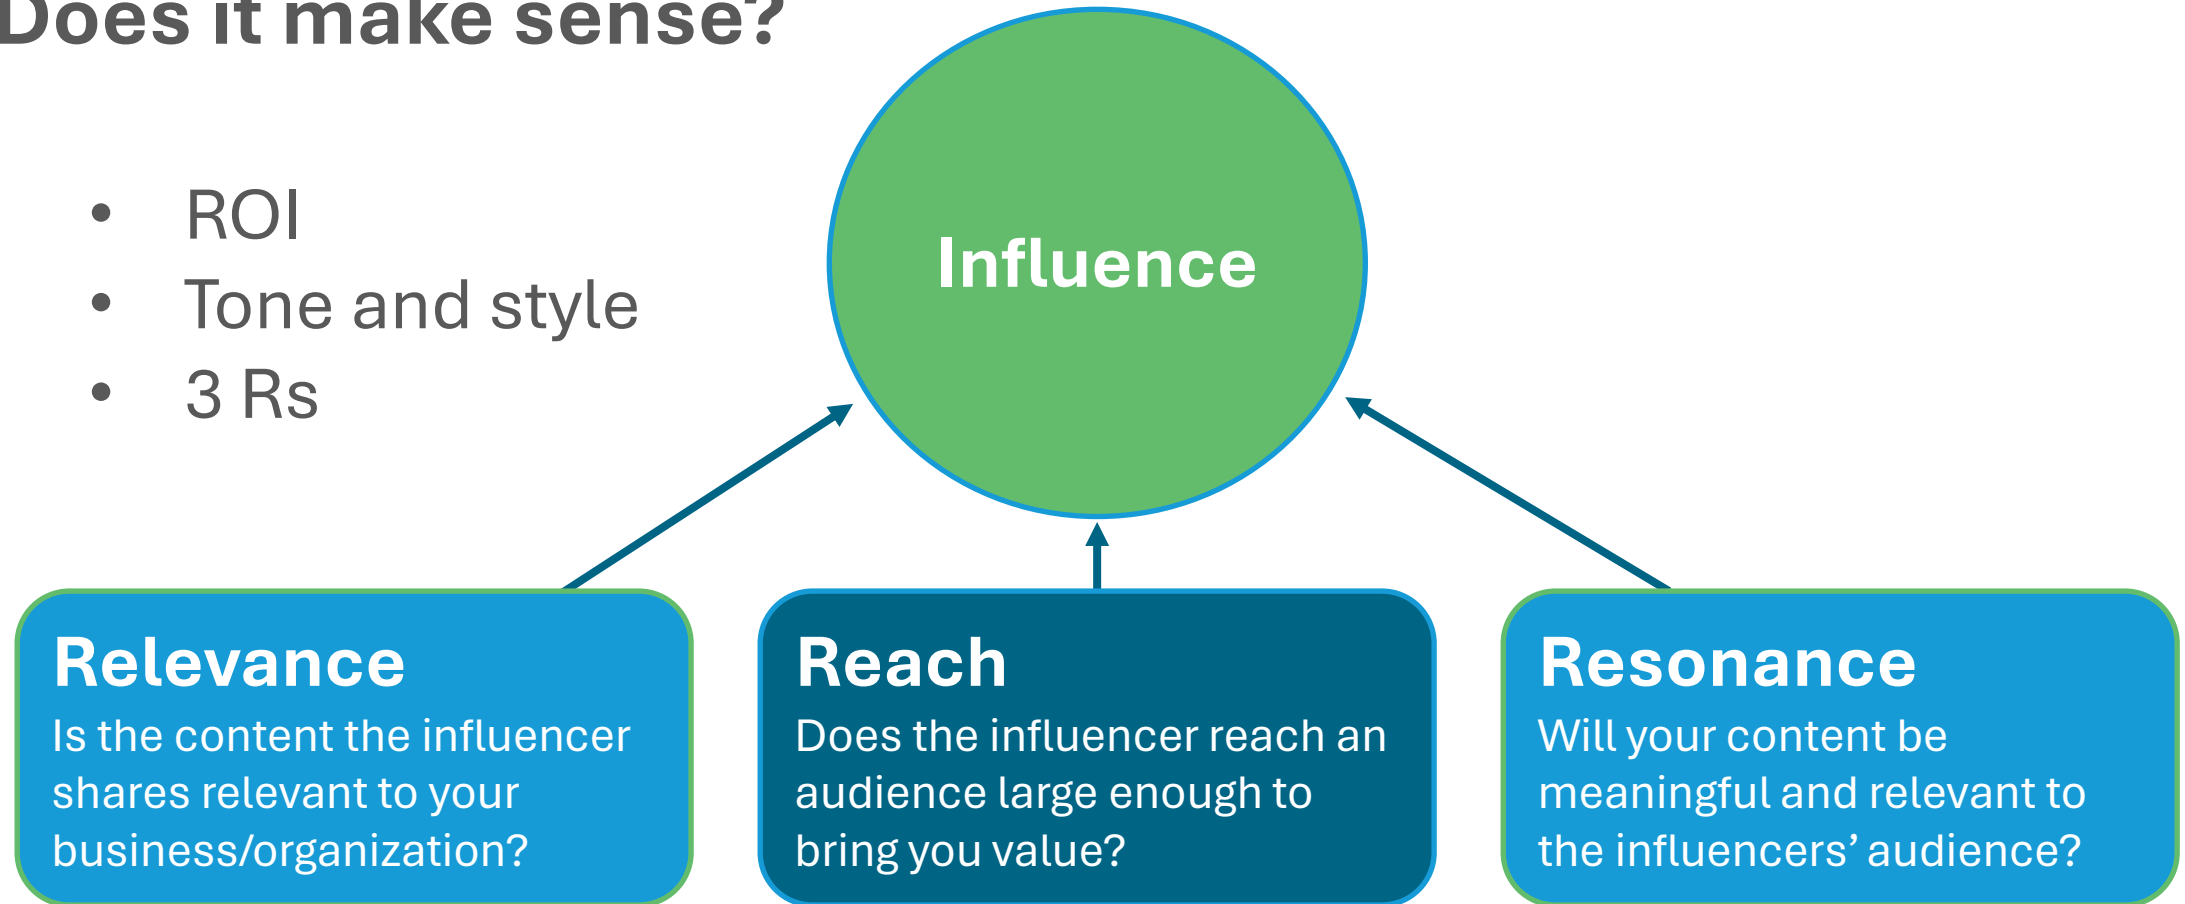 Does it make sense?
• ROI
• Tone and style
• 3 Rs
Influence
Relevance
Is the content the influencer
shares relevant to your
business/organization?
Reach
Does the influencer reach an
audience large enough to
bring you value?
Resonance
Will your content be
meaningful and relevant to
the influencers’ audience?